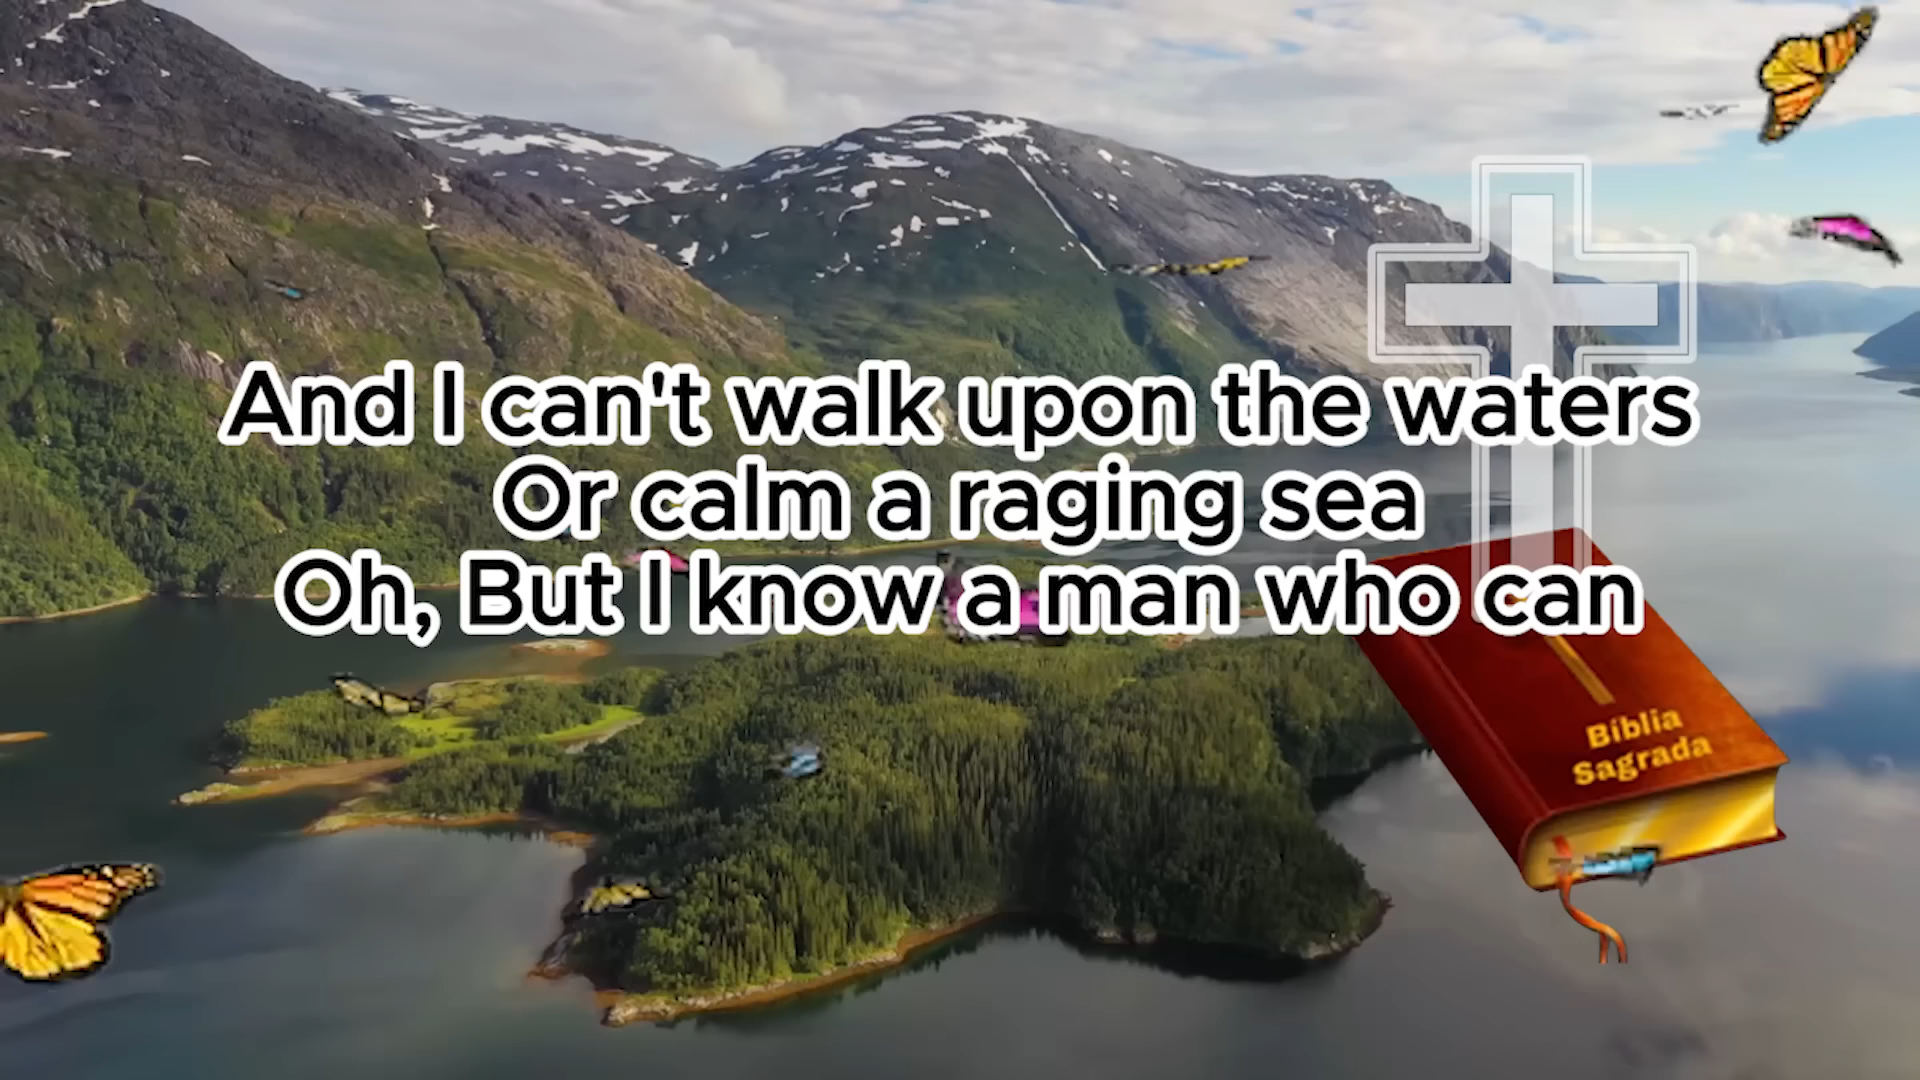 And I can't walk upon the waters
Or calm a raging sea
Oh, But I know a man who can
Bíblia
Sagrada